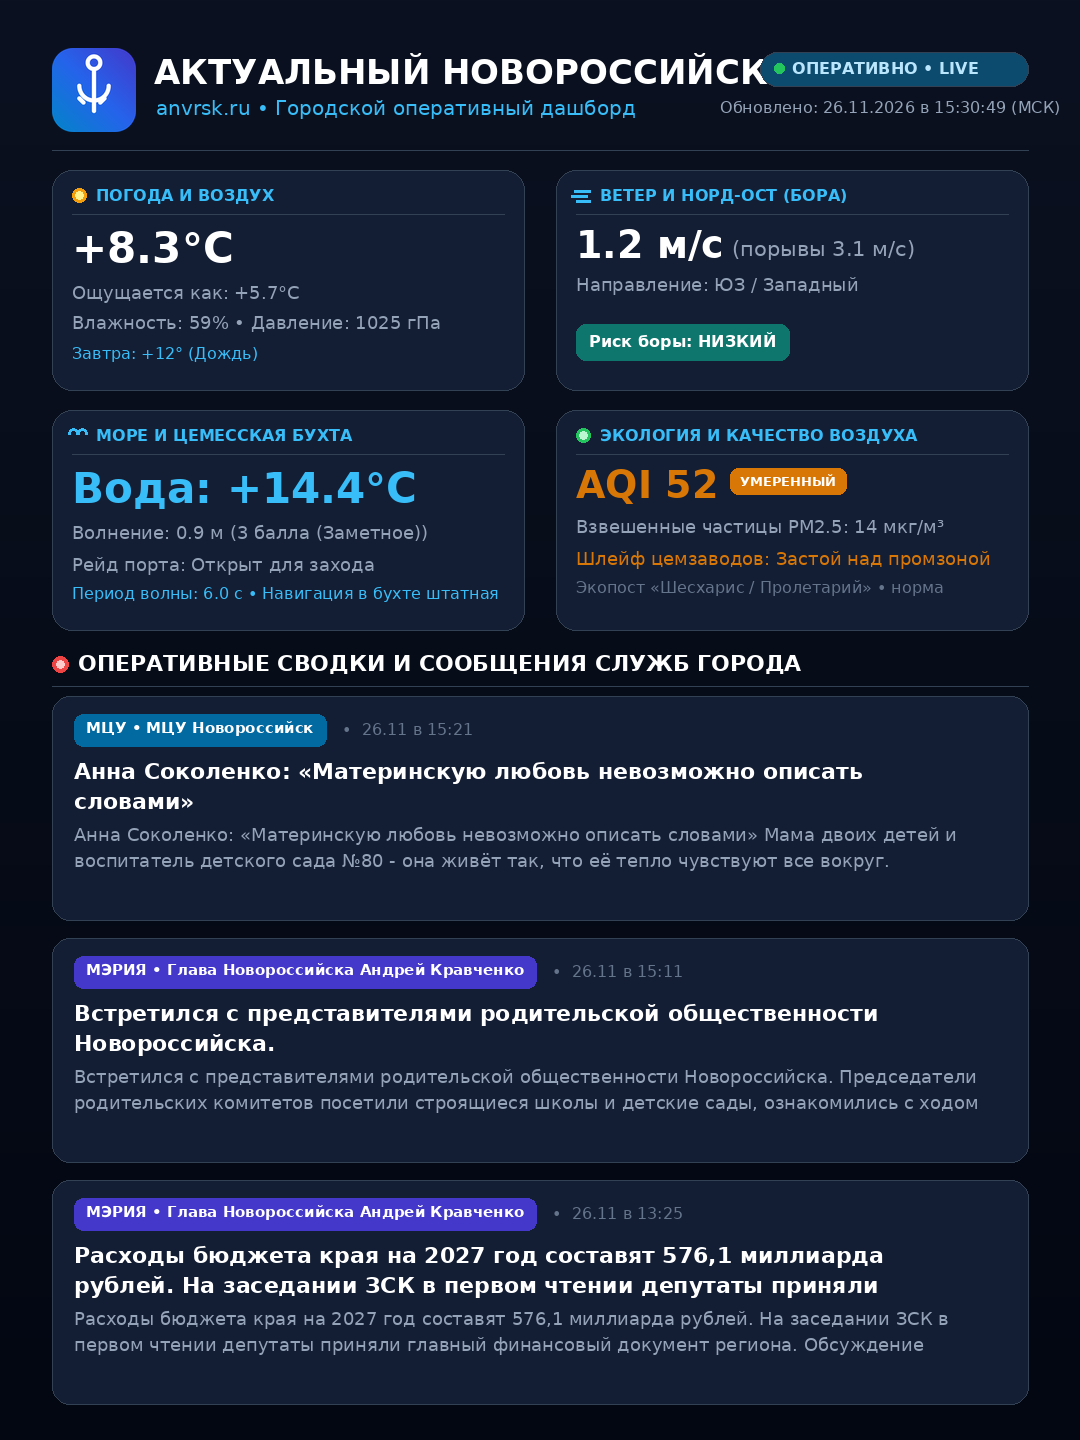 АКТУАЛЬНЫЙ НОВОРОССИЙСК
ОПЕРАТИВНО • LIVE
anvrsk.ru • Городской оперативный дашборд
Обновлено: 26.11.2026 в 15:30:49 (МСК)
ПОГОДА И ВОЗДУХ
+8.3°C
Ощущается как: +5.7°C
Влажность: 59% • Давление: 1025 гПа
Завтра: +12° (Дождь)
ВЕТЕР И НОРД-ОСТ (БОРА)
1.2 м/с (порывы 3.1 м/с)
Направление: ЮЗ / Западный
Риск боры: НИЗКИЙ
МОРЕ И ЦЕМЕССКАЯ БУХТА
Вода: +14.4°C
Волнение: 0.9 м (3 балла (Заметное))
Рейд порта: Открыт для захода
Период волны: 6.0 с • Навигация в бухте штатная
ЭКОЛОГИЯ И КАЧЕСТВО ВОЗДУХА
AQI 52 УМЕРЕННЫЙ
Взвешенные частицы PM2.5: 14 мкг/м³
Шлейф цемзаводов: Застой над промзоной
Экопост «Шесхарис / Пролетарий» • норма
ОПЕРАТИВНЫЕ СВОДКИ И СООБЩЕНИЯ СЛУЖБ ГОРОДА
МЦУ • МЦУ Новороссийск • 26.11 в 15:21
Анна Соколенко: «Материнскую любовь невозможно описать
словами»
Анна Соколенко: «Материнскую любовь невозможно описать словами» Мама двоих детей и
воспитатель детского сада №80 - она живёт так, что её тепло чувствуют все вокруг.
МЭРИЯ • Глава Новороссийска Андрей Кравченко • 26.11 в 15:11
Встретился с представителями родительской общественности
Новороссийска.
Встретился с представителями родительской общественности Новороссийска. Председатели
родительских комитетов посетили строящиеся школы и детские сады, ознакомились с ходом
МЭРИЯ • Глава Новороссийска Андрей Кравченко • 26.11 в 13:25
Расходы бюджета края на 2027 год составят 576,1 миллиарда
рублей. На заседании ЗСК в первом чтении депутаты приняли
Расходы бюджета края на 2027 год составят 576,1 миллиарда рублей. На заседании ЗСК в
первом чтении депутаты приняли главный финансовый документ региона. Обсуждение